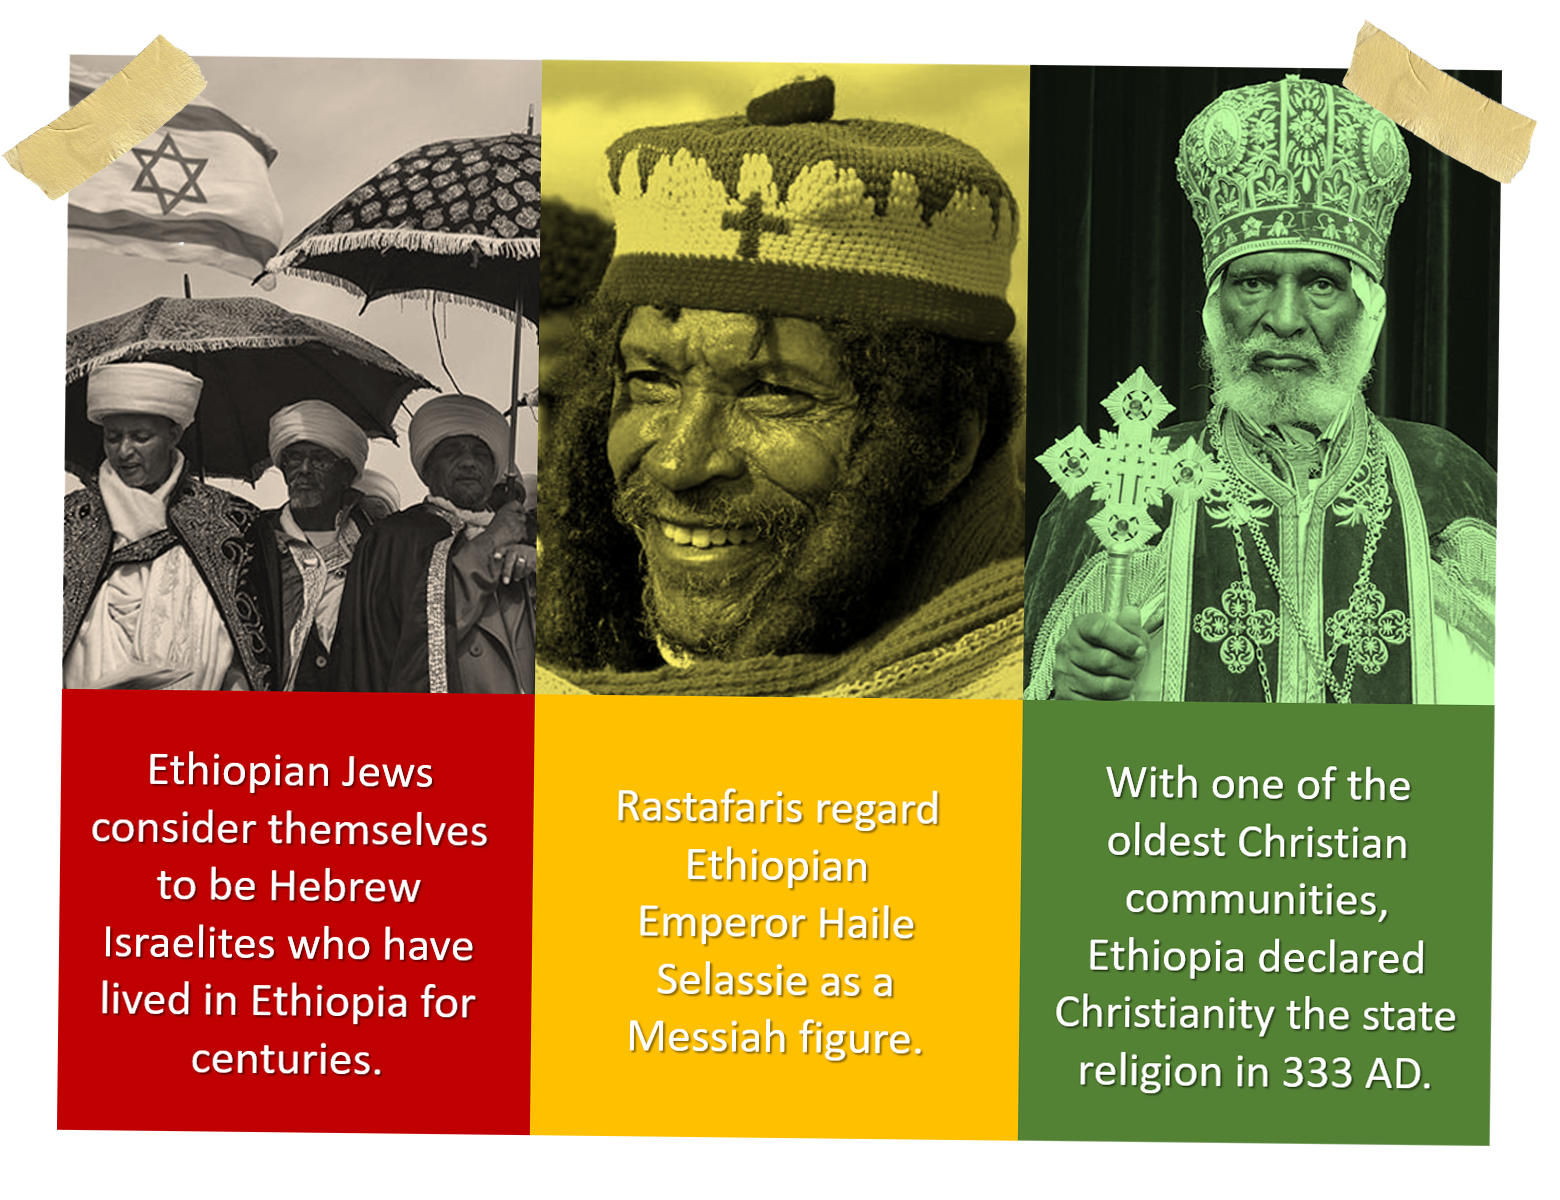 Ethiopian Jews
consider themselves
to be Hebrew
Israelites who have
lived in Ethiopia for
centuries.
Rastafaris regard
Ethiopian
Emperor Haile
Selassie as a
Messiah figure.
With one of the
oldest Christian
communities,
Ethiopia declared
Christianity the state
religion in 333 AD.